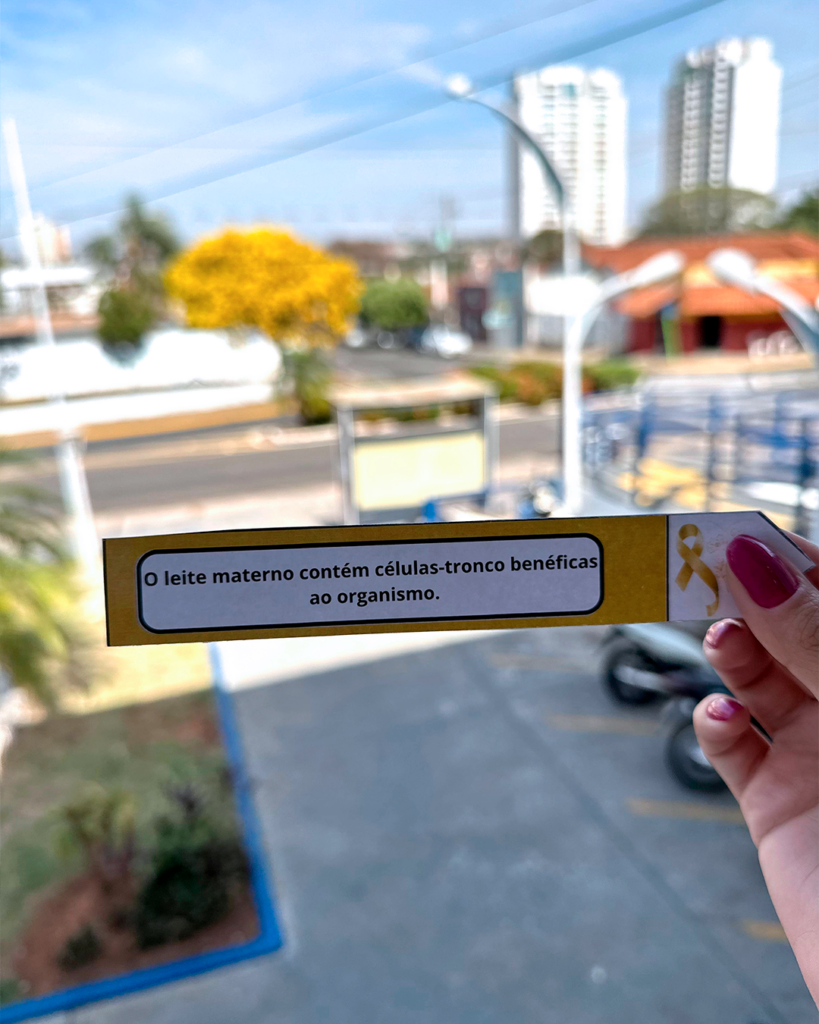 O leite materno contém células-tronco benéficas
ao organismo.